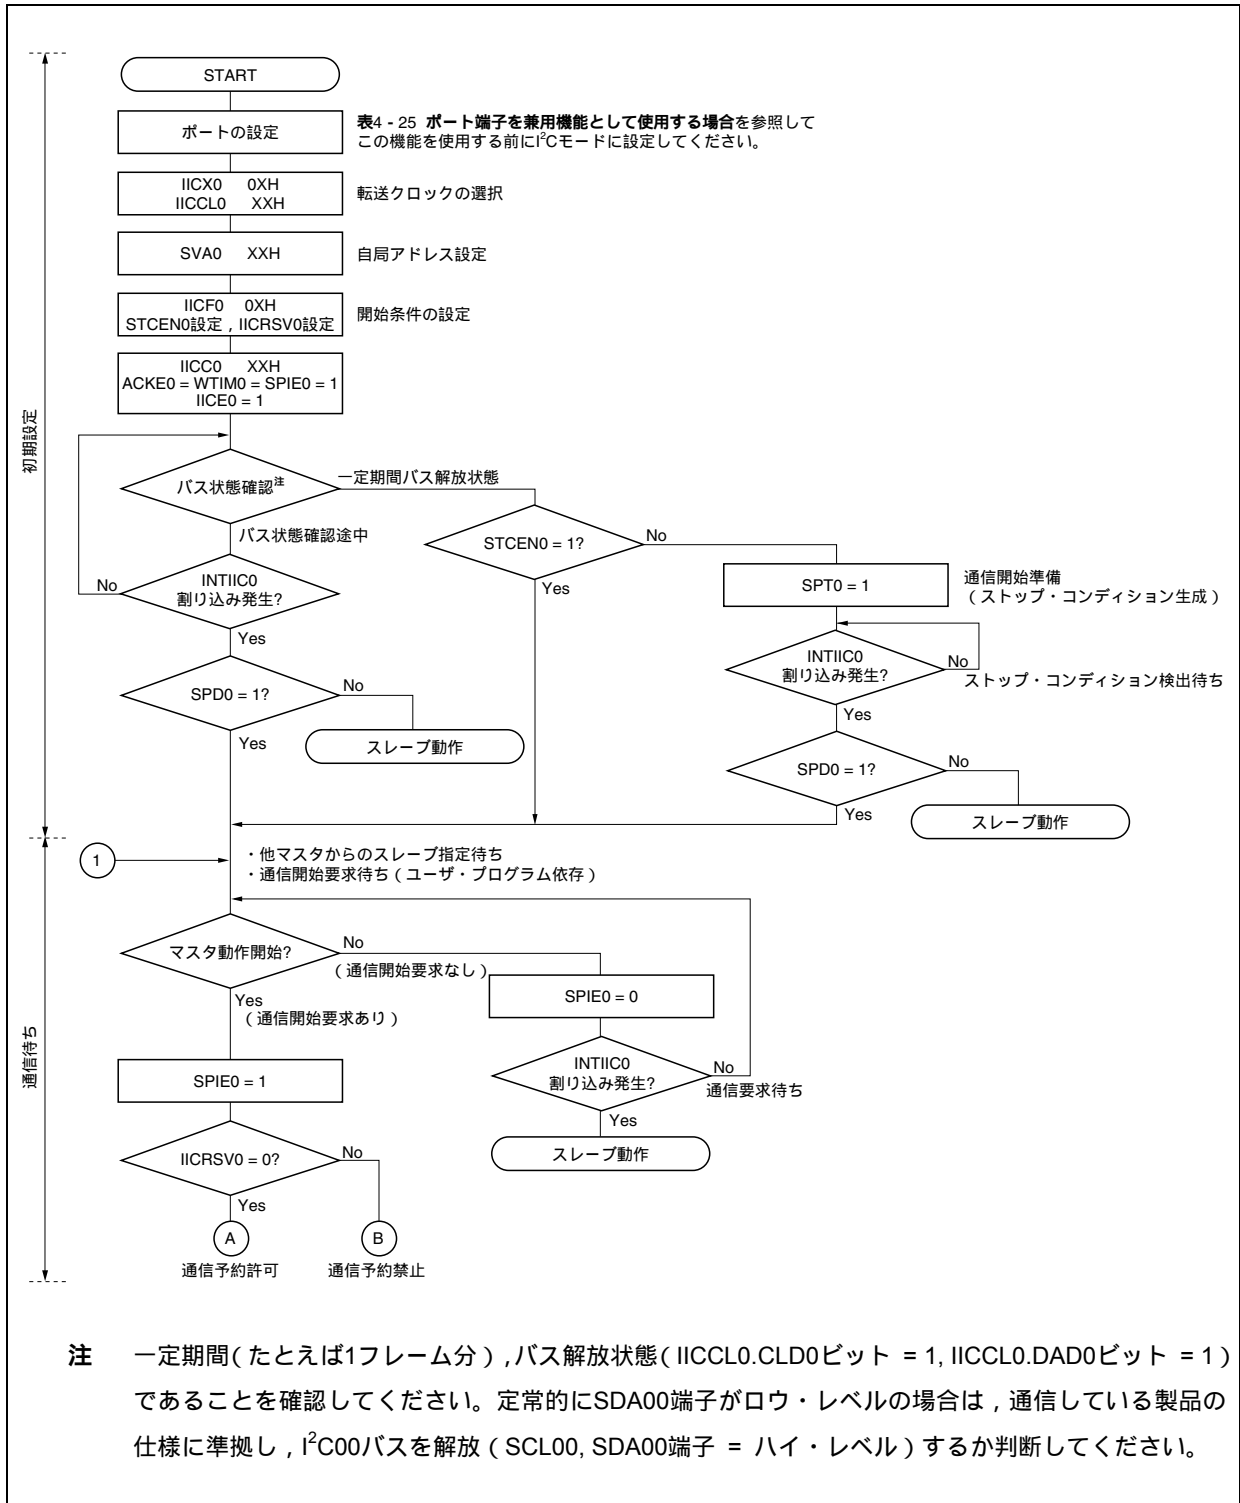 START
ポートの設定
表4 - 25 ポート端子を兼用機能として使用する場合を参照して
この機能を使用する前にI²Cモードに設定してください。
IICX0 0XH
IICCL0 XXH
転送クロックの選択
SVA0 XXH
自局アドレス設定
IICF0 0XH
STCEN0設定 , IICRSV0設定
開始条件の設定
IICC0 XXH
ACKE0 = WTIM0 = SPIE0 = 1
IICE0 = 1
初期設定
バス状態確認注
一定期間バス解放状態
バス状態確認途中
STCEN0 = 1?
No
Yes
SPT0 = 1
通信開始準備
（ストップ・コンディション生成）
No
INTIIC0
割り込み発生?
Yes
INTIIC0
割り込み発生?
No
ストップ・コンディション検出待ち
Yes
SPD0 = 1?
No
スレーブ動作
Yes
SPD0 = 1?
No
スレーブ動作
Yes
1
・他マスタからのスレーブ指定待ち
・通信開始要求待ち（ユーザ・プログラム依存）
マスタ動作開始?
No
（通信開始要求なし）
Yes
（通信開始要求あり）
SPIE0 = 0
通信待ち
INTIIC0
割り込み発生?
No
通信要求待ち
Yes
スレーブ動作
SPIE0 = 1
IICRSV0 = 0?
No
Yes
A
B
通信予約許可
通信予約禁止
注 一定期間（たとえば1フレーム分）, バス解放状態（IICCL0.CLD0ビット = 1, IICCL0.DAD0ビット = 1）
であることを確認してください。定常的にSDA00端子がロウ・レベルの場合は , 通信している製品の
仕様に準拠し , I²C00バスを解放（SCL00, SDA00端子 = ハイ・レベル）するか判断してください。